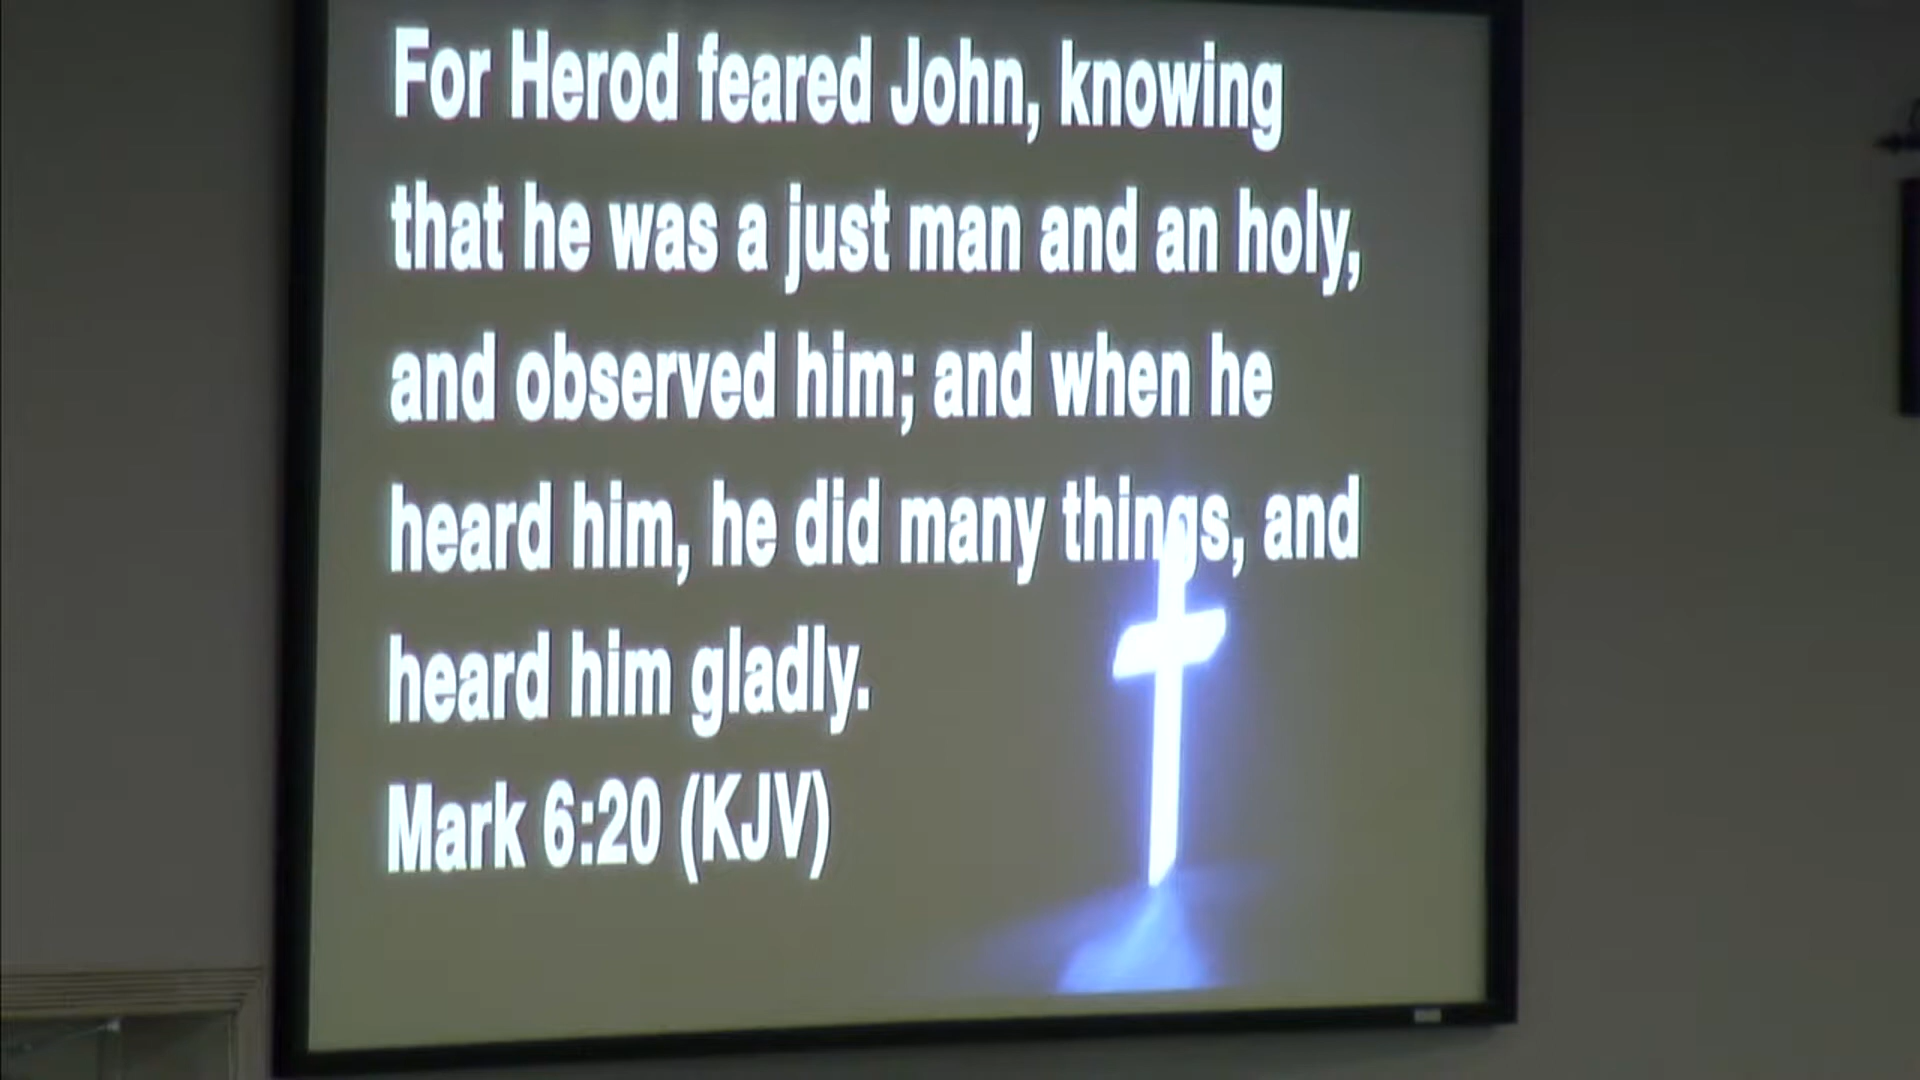 For Herod feared John, knowing
that he was a just man and an holy,
and observed him; and when he
heard him, he did many things, and
heard him gladly.
Mark 6:20 (KJV)